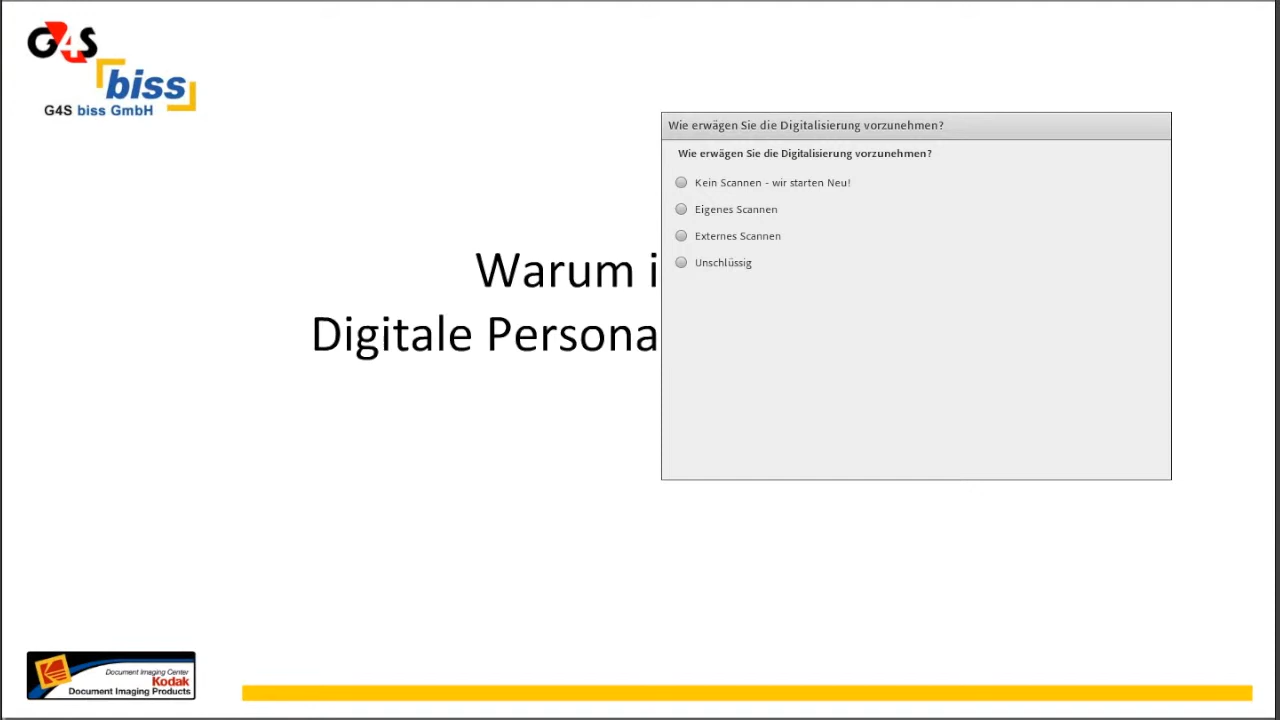 G4S
biss
G4S biss GmbH
Wie erwägen Sie die Digitalisierung vorzunehmen?
Wie erwägen Sie die Digitalisierung vorzunehmen?
Kein Scannen - wir starten Neu!
Eigenes Scannen
Externes Scannen
Unschlüssig
Warum i
Digitale Persona
Document Imaging Center
Kodak
Document Imaging Products